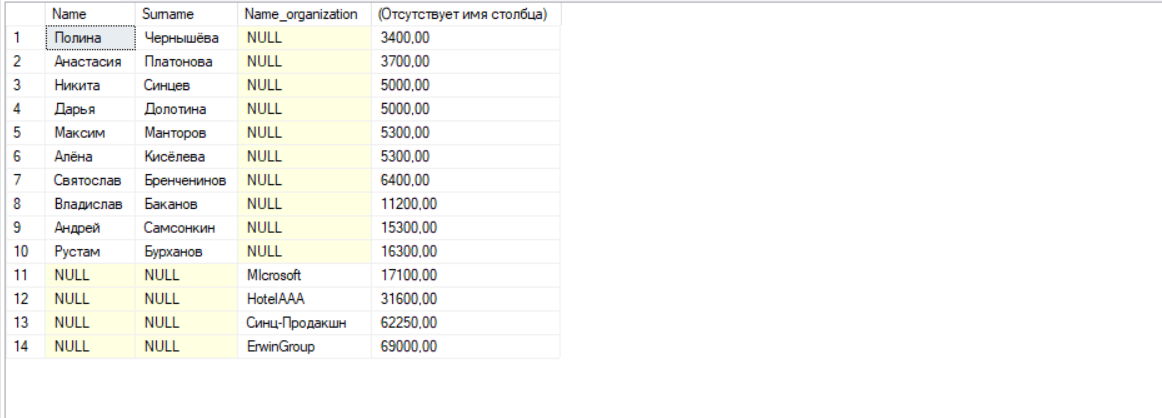 Name Surname Name_organization (Отсутствует имя столбца)
1 Полина Чернышёва NULL 3400,00
2 Анастасия Платонова NULL 3700,00
3 Никита Синцев NULL 5000,00
4 Дарья Долотина NULL 5000,00
5 Максим Манторов NULL 5300,00
6 Алёна Кисёлева NULL 5300,00
7 Святослав Бренченинов NULL 6400,00
8 Владислав Баканов NULL 11200,00
9 Андрей Самсонкин NULL 15300,00
10 Рустам Бурханов NULL 16300,00
11 NULL NULL MIcrosoft 17100,00
12 NULL NULL HotelAAA 31600,00
13 NULL NULL Синц-Продакшн 62250,00
14 NULL NULL ErwinGroup 69000,00